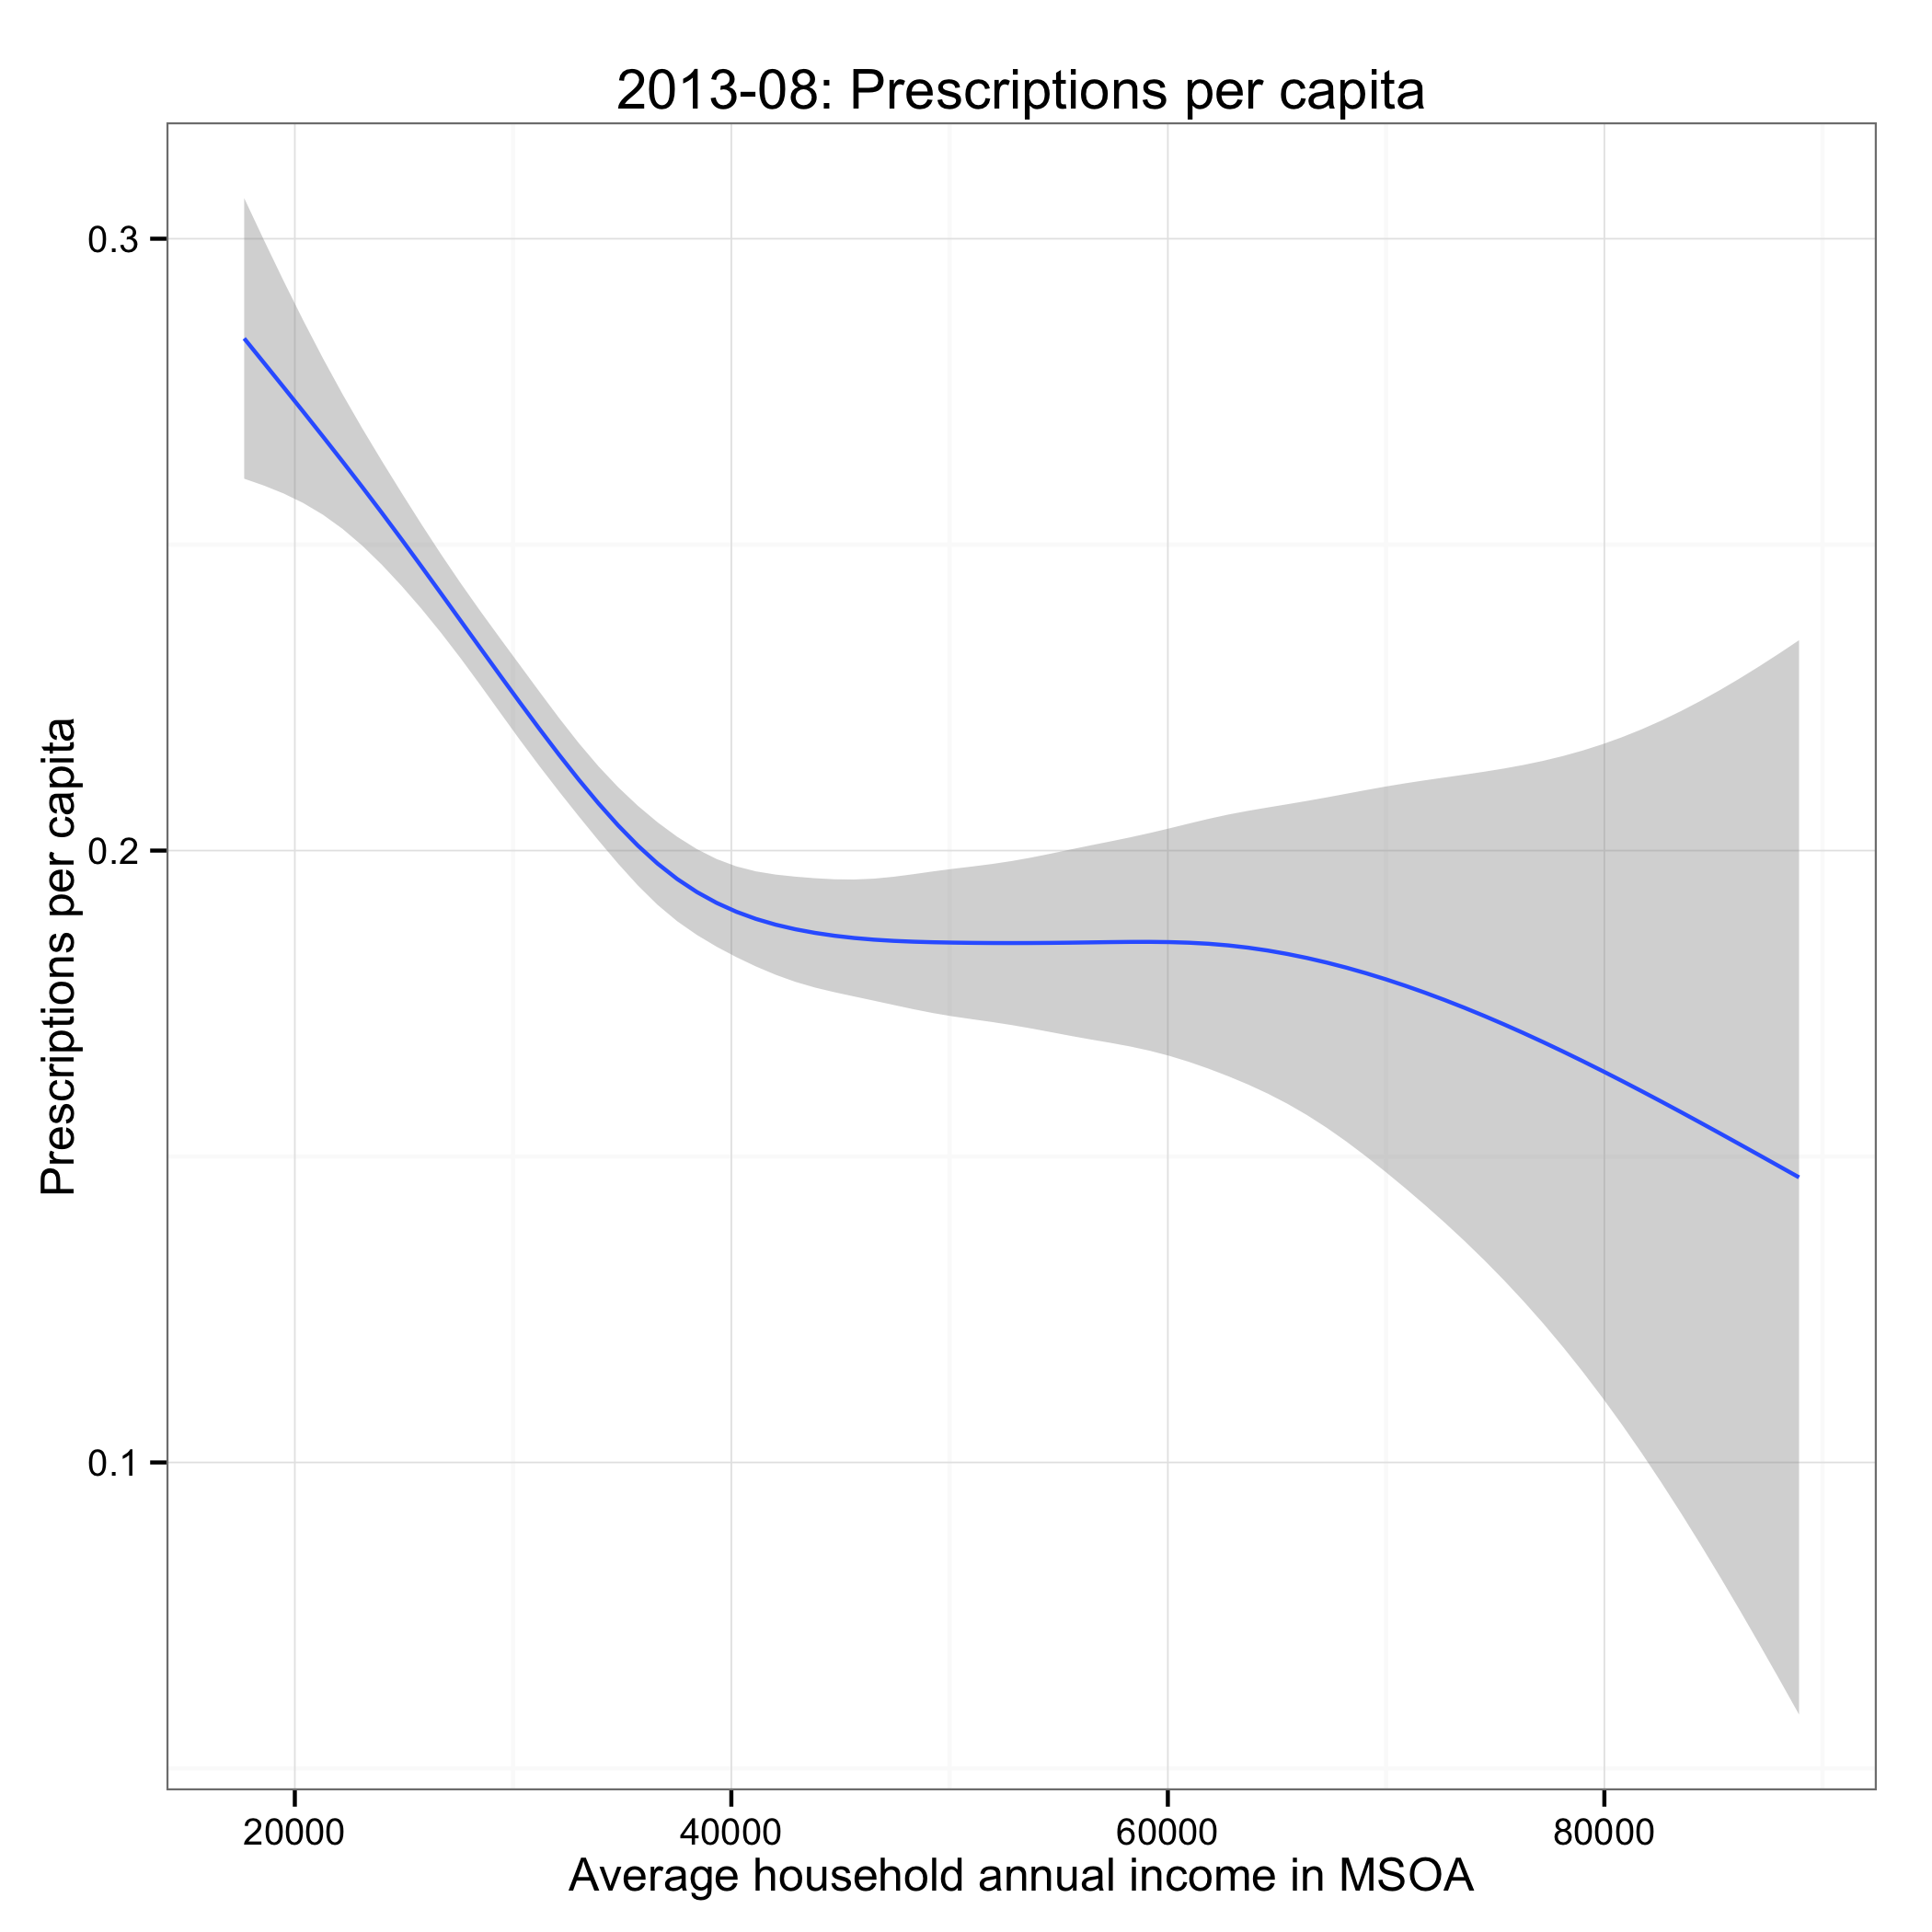 2013-08: Prescriptions per capita
Prescriptions per capita
0.3
0.2
0.1
20000 40000 60000 80000
Average household annual income in MSOA